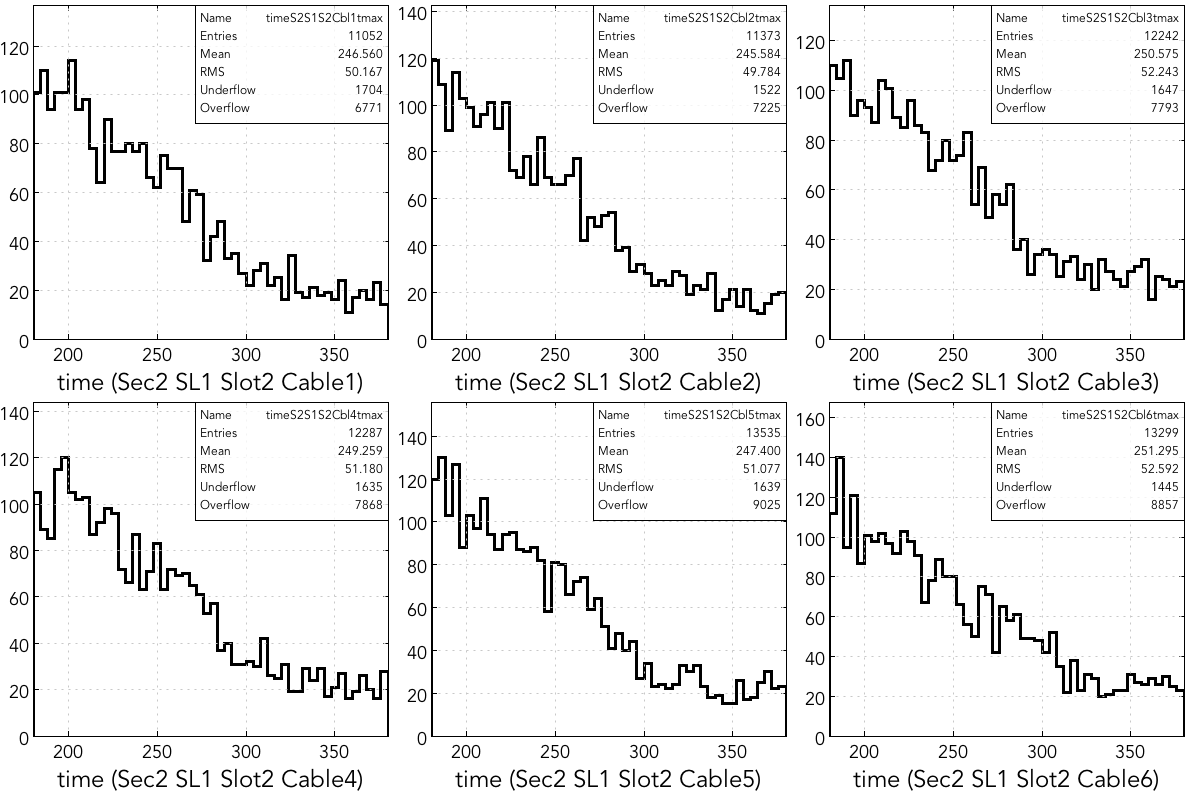 Name timeS2S1S2Cbl1tmax
Entries 11052
Mean 246.560
RMS 50.167
Underflow 1704
Overflow 6771
120
100
80
60
40
20
0
200 250 300 350
time (Sec2 SL1 Slot2 Cable1)
Name timeS2S1S2Cbl2tmax
Entries 11373
Mean 245.584
RMS 49.784
Underflow 1522
Overflow 7225
140
120
100
80
60
40
20
0
200 250 300 350
time (Sec2 SL1 Slot2 Cable2)
Name timeS2S1S2Cbl3tmax
Entries 12242
Mean 250.575
RMS 52.243
Underflow 1647
Overflow 7793
120
100
80
60
40
20
0
200 250 300 350
time (Sec2 SL1 Slot2 Cable3)
Name timeS2S1S2Cbl4tmax
Entries 12287
Mean 249.259
RMS 51.180
Underflow 1635
Overflow 7868
140
120
100
80
60
40
20
0
200 250 300 350
time (Sec2 SL1 Slot2 Cable4)
Name timeS2S1S2Cbl5tmax
Entries 13535
Mean 247.400
RMS 51.077
Underflow 1639
Overflow 9025
140
120
100
80
60
40
20
0
200 250 300 350
time (Sec2 SL1 Slot2 Cable5)
Name timeS2S1S2Cbl6tmax
Entries 13299
Mean 251.295
RMS 52.592
Underflow 1445
Overflow 8857
160
140
120
100
80
60
40
20
0
200 250 300 350
time (Sec2 SL1 Slot2 Cable6)